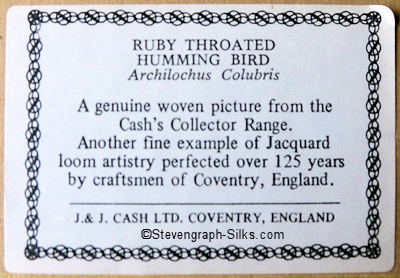 RUBY THROATED
HUMMING BIRD
Archilochus Colubris
A genuine woven picture from the
Cash's Collector Range.
Another fine example of Jacquard
loom artistry perfected over 125 years
by craftsmen of Coventry, England.
J.& J. CASH LTD. COVENTRY, ENGLAND
©Stevengraph-Silks.com